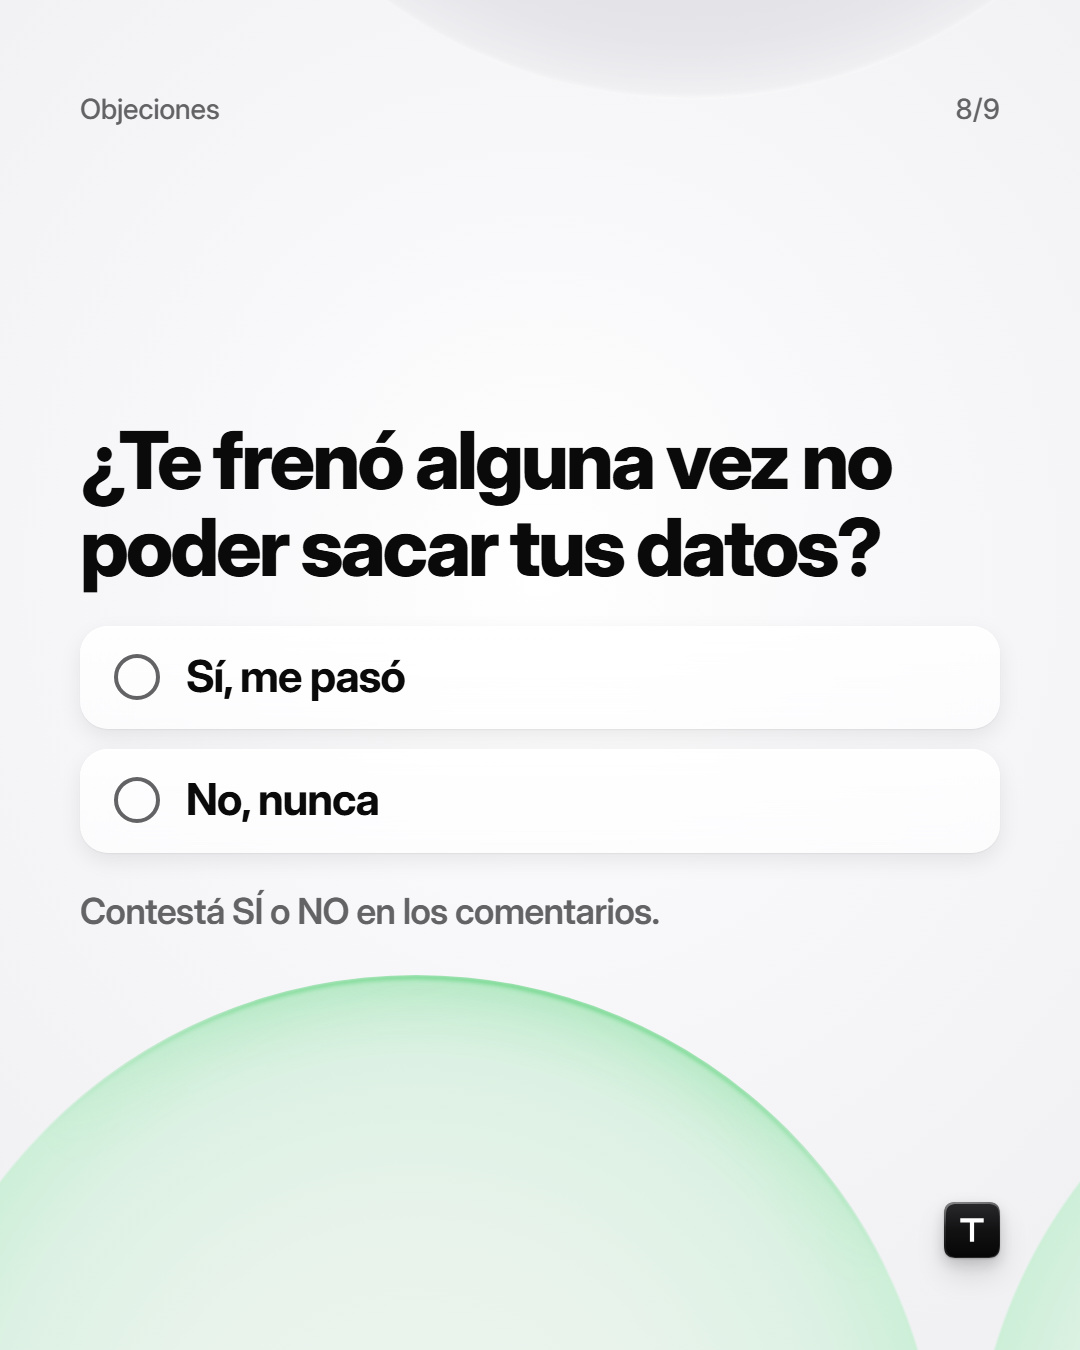 Objeciones
8/9
¿Te frenó alguna vez no
poder sacar tus datos?
Sí, me pasó
No, nunca
Contestá SÍ o NO en los comentarios.
T